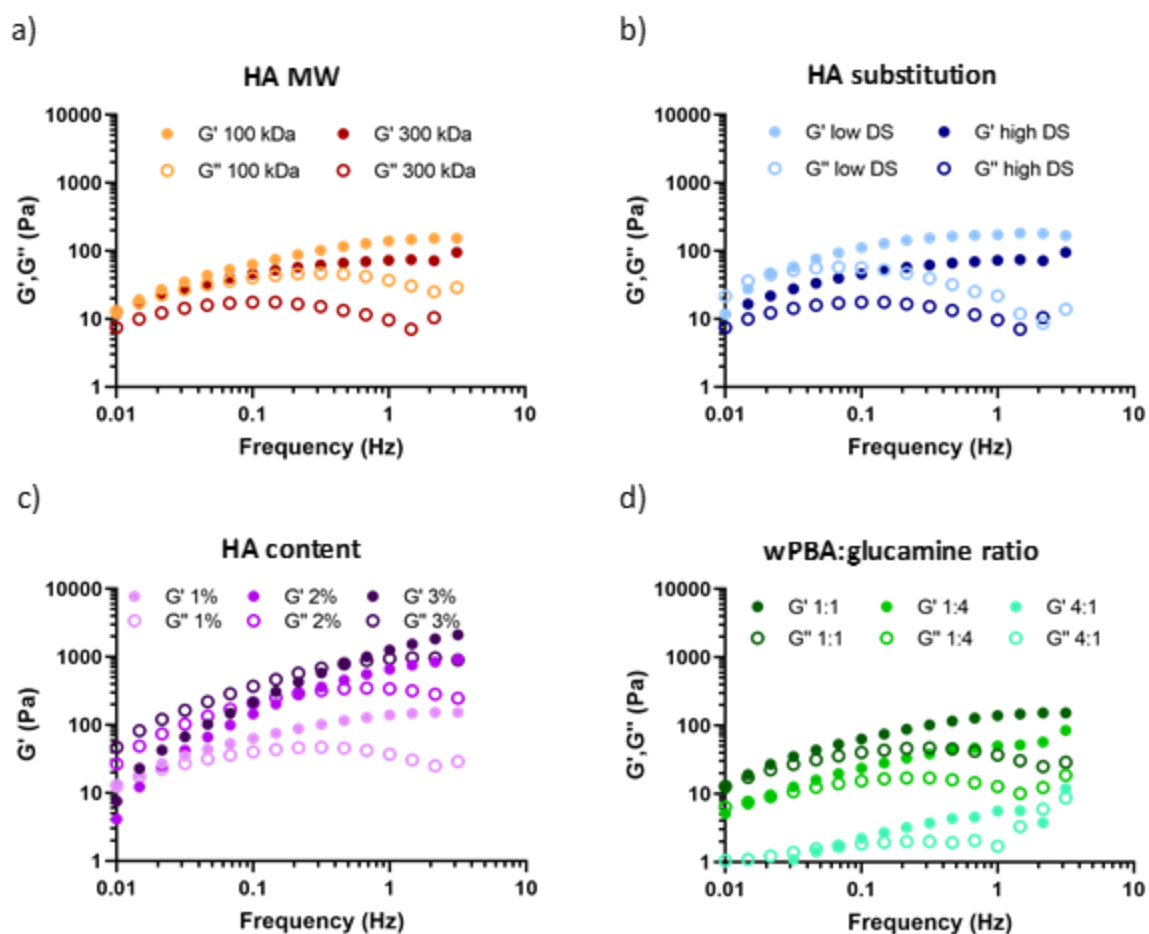 a)
HA MW
G' 100 kDa G' 300 kDa
G" 100 kDa G" 300 kDa
10000
1000
100
10
1
G',G" (Pa)
0.01 0.1 1 10
Frequency (Hz)
b)
HA substitution
G' low DS G' high DS
G" low DS G" high DS
10000
1000
100
10
1
G',G" (Pa)
0.01 0.1 1 10
Frequency (Hz)
c)
HA content
G' 1% G' 2% G' 3%
G" 1% G" 2% G" 3%
10000
1000
100
10
1
G' (Pa)
0.01 0.1 1 10
Frequency (Hz)
d)
wPBA:glucamine ratio
G' 1:1 G' 1:4 G' 4:1
G" 1:1 G" 1:4 G" 4:1
10000
1000
100
10
1
G',G" (Pa)
0.01 0.1 1 10
Frequency (Hz)